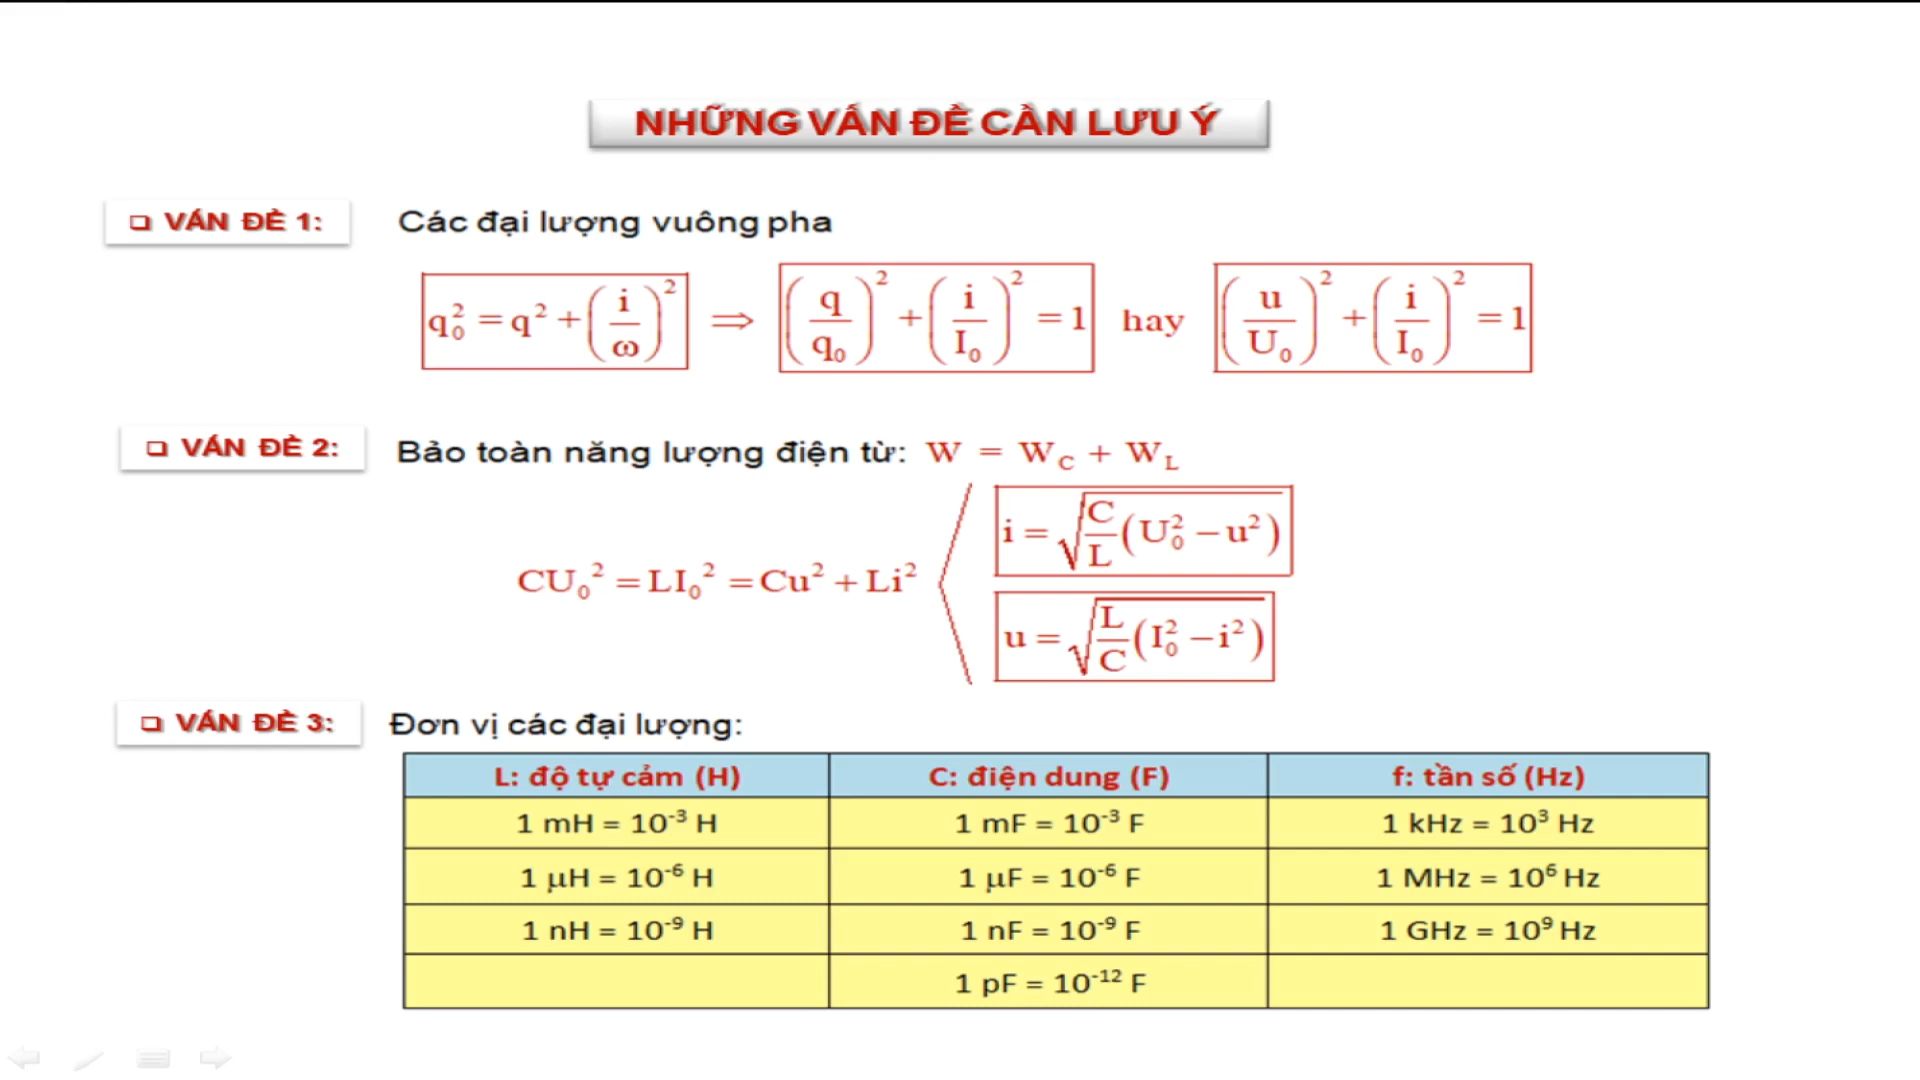 NHỮNG VẤN ĐỀ CẦN LƯU Ý
❑ VẤN ĐỀ 1: Các đại lượng vuông pha
q₀² = q² + (i/ω)² ⟹ (q/q₀)² + (i/I₀)² = 1 hay (u/U₀)² + (i/I₀)² = 1
❑ VẤN ĐỀ 2: Bảo toàn năng lượng điện từ: W = W_C + W_L
i = √(C/L (U₀² − u²))
CU₀² = LI₀² = Cu² + Li²
u = √(L/C (I₀² − i²))
❑ VẤN ĐỀ 3: Đơn vị các đại lượng:
L: độ tự cảm (H) C: điện dung (F) f: tần số (Hz)
1 mH = 10⁻³ H 1 mF = 10⁻³ F 1 kHz = 10³ Hz
1 μH = 10⁻⁶ H 1 μF = 10⁻⁶ F 1 MHz = 10⁶ Hz
1 nH = 10⁻⁹ H 1 nF = 10⁻⁹ F 1 GHz = 10⁹ Hz
1 pF = 10⁻¹² F